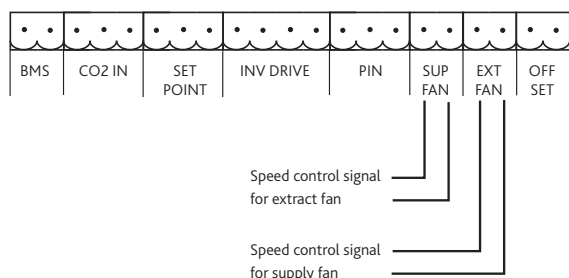 BMS CO2 IN SET POINT INV DRIVE PIN SUP FAN EXT FAN OFF SET
Speed control signal
for extract fan
Speed control signal
for supply fan